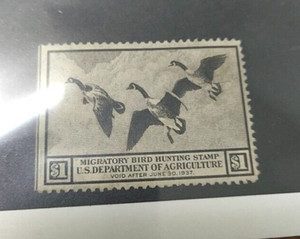 MIGRATORY BIRD HUNTING STAMP
$1 U.S. DEPARTMENT OF AGRICULTURE $1
VOID AFTER JUNE 30, 1937.